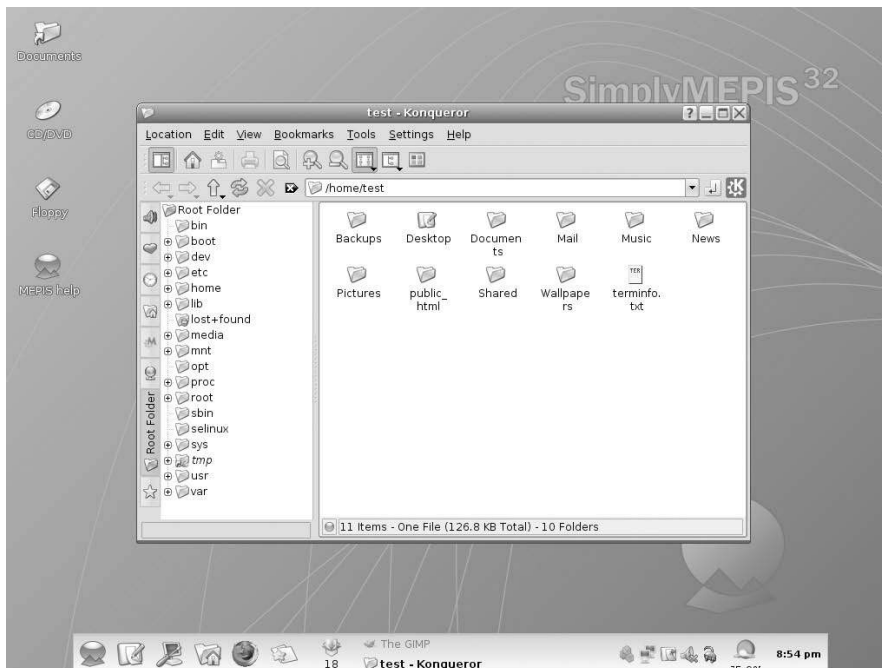 Documents
CD/DVD
Floppy
MEPIS help
SimplyMEPIS 32
test - Konqueror
Location Edit View Bookmarks Tools Settings Help
/home/test
Root Folder
Root Folder
bin
boot
dev
etc
home
lib
lost+found
media
mnt
opt
proc
root
sbin
selinux
sys
tmp
usr
var
Backups Desktop Documen Mail Music News
ts
Pictures public_ Shared Wallpape terminfo.
html rs txt
TER
11 Items - One File (126.8 KB Total) - 10 Folders
18
The GIMP
test - Konqueror
8:54 pm